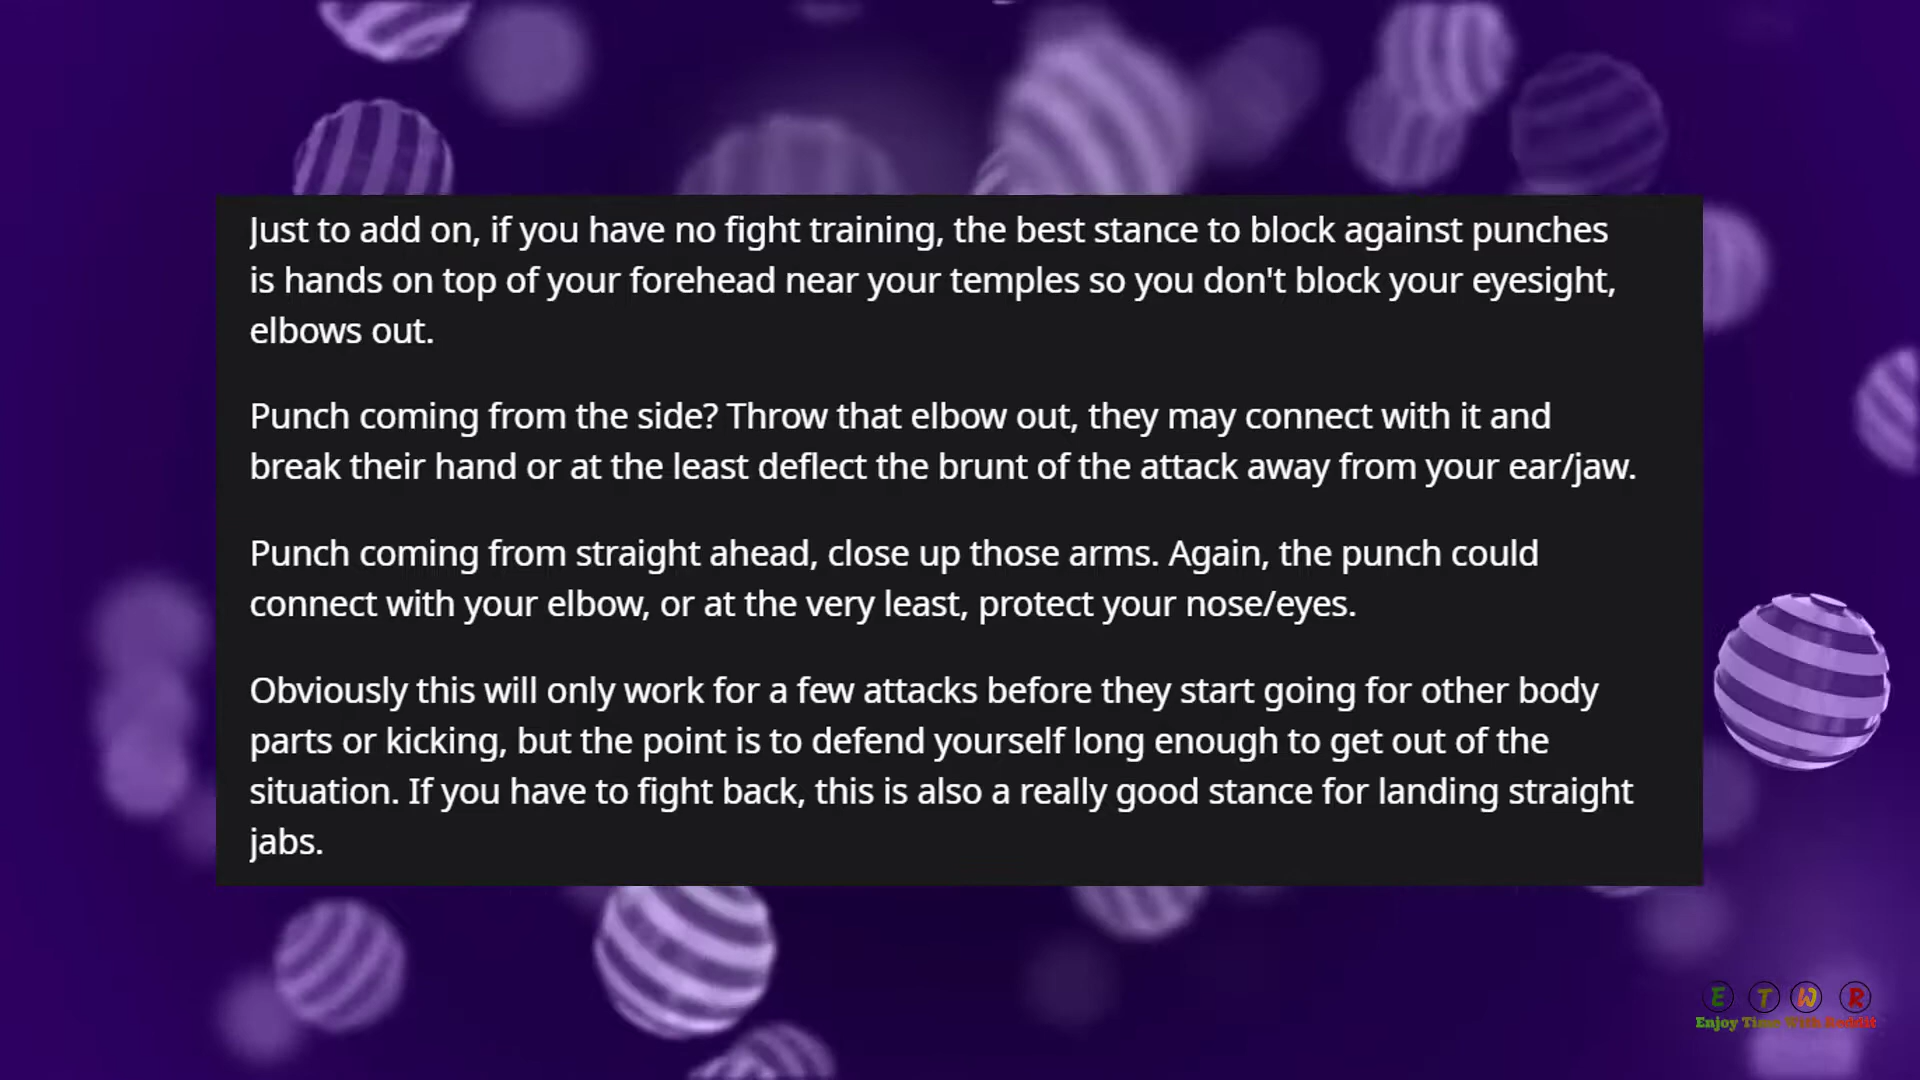 Just to add on, if you have no fight training, the best stance to block against punches
is hands on top of your forehead near your temples so you don't block your eyesight,
elbows out.
Punch coming from the side? Throw that elbow out, they may connect with it and
break their hand or at the least deflect the brunt of the attack away from your ear/jaw.
Punch coming from straight ahead, close up those arms. Again, the punch could
connect with your elbow, or at the very least, protect your nose/eyes.
Obviously this will only work for a few attacks before they start going for other body
parts or kicking, but the point is to defend yourself long enough to get out of the
situation. If you have to fight back, this is also a really good stance for landing straight
jabs.
E T W R
Enjoy Time With Reddit